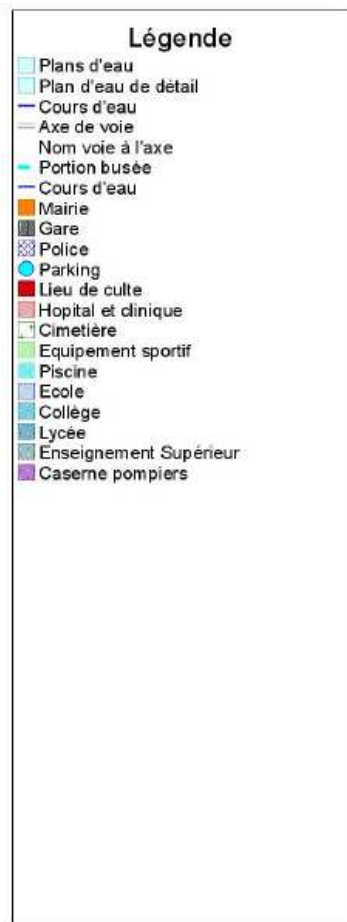 Légende
Plans d'eau
Plan d'eau de détail
Cours d'eau
Axe de voie
Nom voie à l'axe
Portion busée
Cours d'eau
Mairie
Gare
Police
Parking
Lieu de culte
Hopital et clinique
Cimetière
Equipement sportif
Piscine
Ecole
Collège
Lycée
Enseignement Supérieur
Caserne pompiers